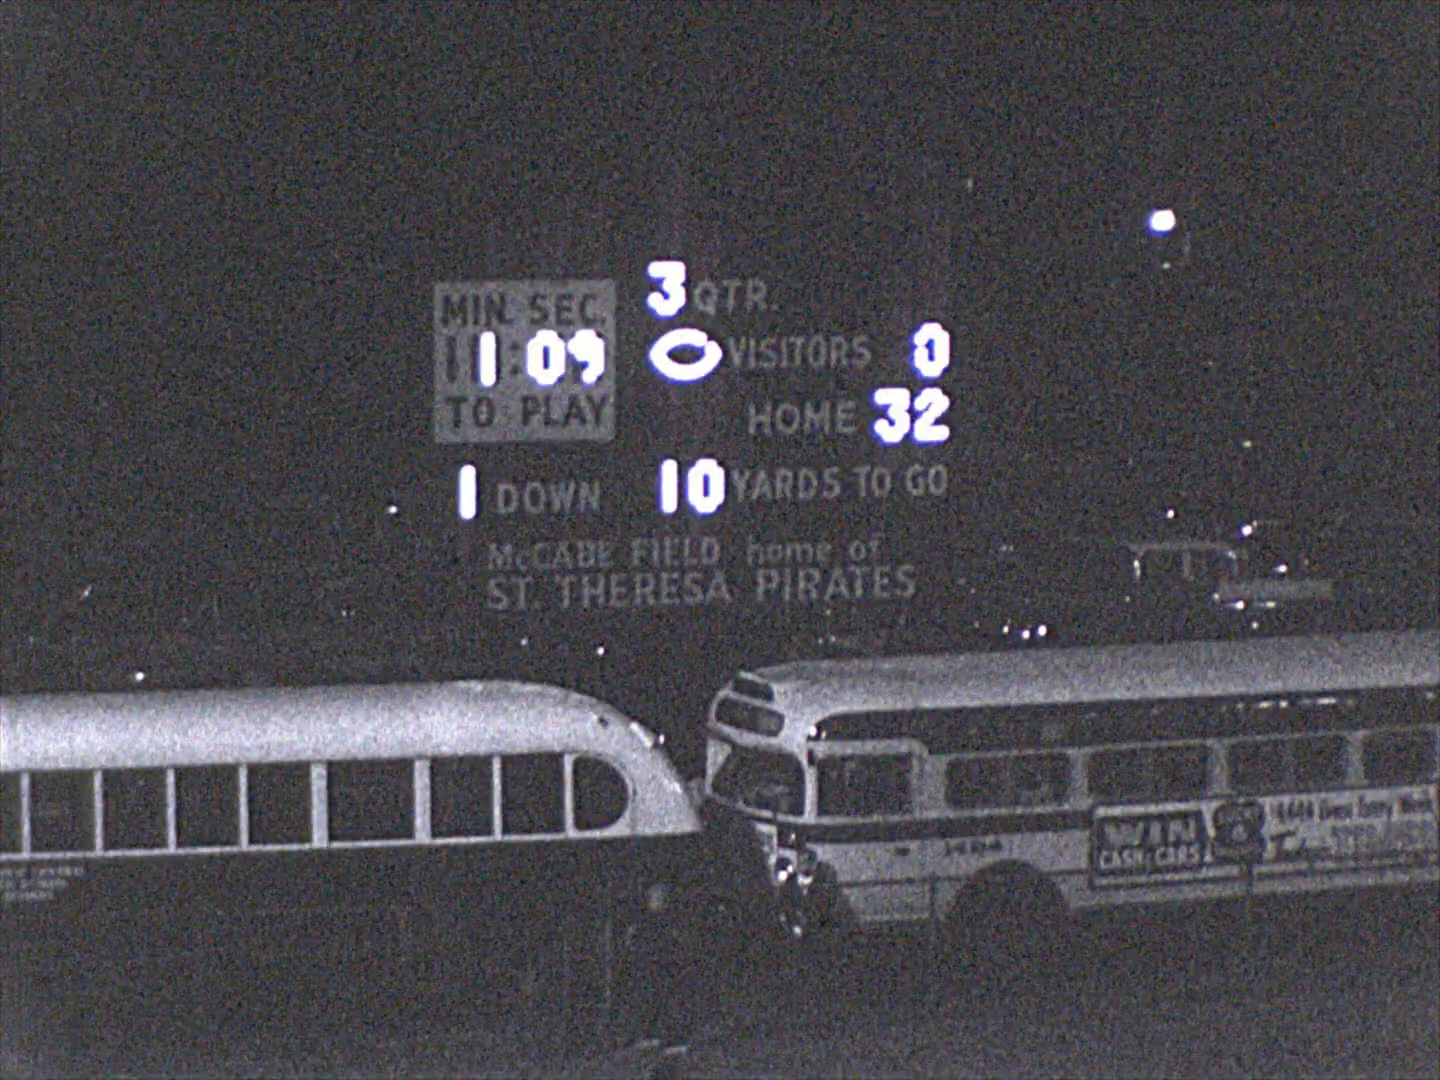 3 QTR.
MIN. SEC.
1:09
TO PLAY
VISITORS 0
HOME 32
1 DOWN 10 YARDS TO GO
McCABE FIELD home of
ST. THERESA PIRATES
CASH-CARS